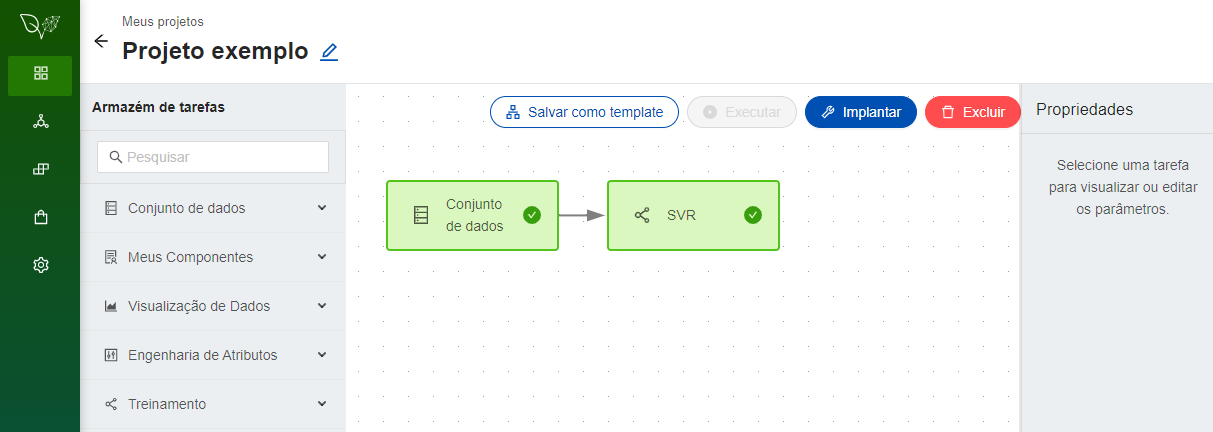 Meus projetos
Projeto exemplo
Armazém de tarefas
Pesquisar
Conjunto de dados
Meus Componentes
Visualização de Dados
Engenharia de Atributos
Treinamento
Salvar como template
Executar
Implantar
Excluir
Conjunto
de dados
SVR
Propriedades
Selecione uma tarefa
para visualizar ou editar
os parâmetros.